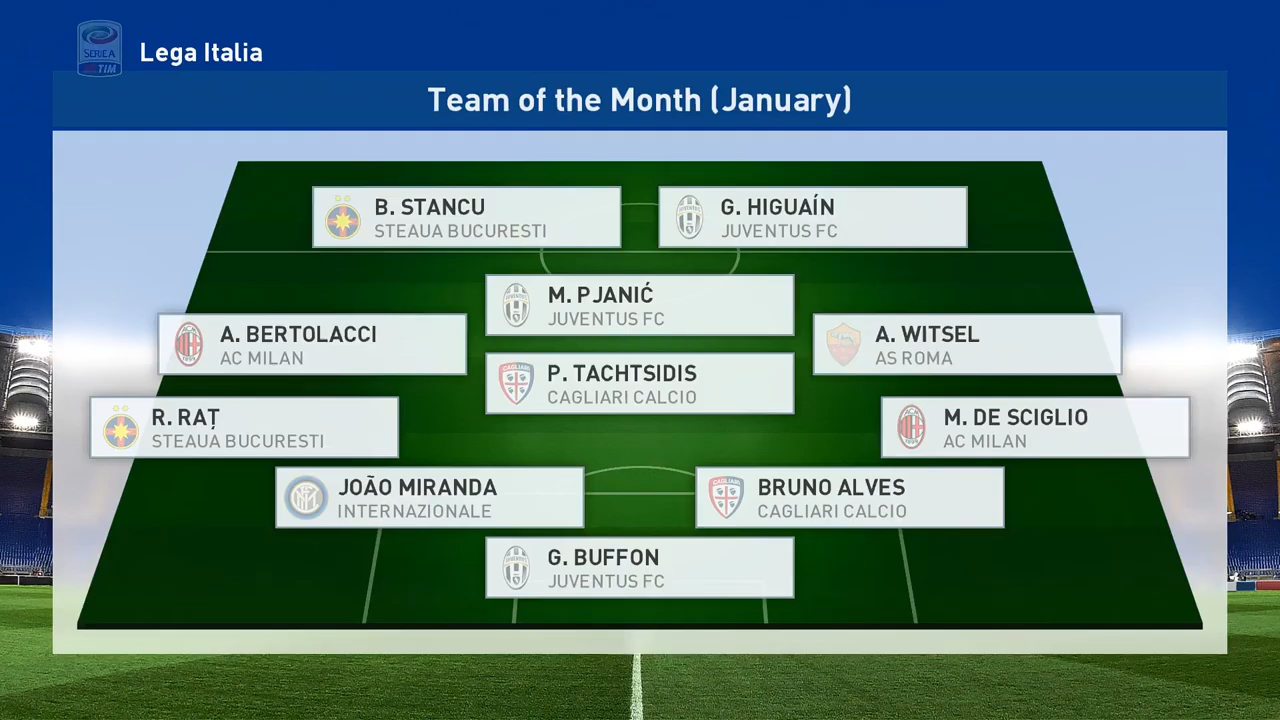 SERIE A
TIM
Lega Italia
Team of the Month (January)
B. STANCU
STEAUA BUCURESTI
G. HIGUAÍN
JUVENTUS FC
M. PJANIĆ
JUVENTUS FC
A. BERTOLACCI
AC MILAN
A. WITSEL
AS ROMA
P. TACHTSIDIS
CAGLIARI CALCIO
R. RAȚ
STEAUA BUCURESTI
M. DE SCIGLIO
AC MILAN
JOÃO MIRANDA
INTERNAZIONALE
BRUNO ALVES
CAGLIARI CALCIO
G. BUFFON
JUVENTUS FC